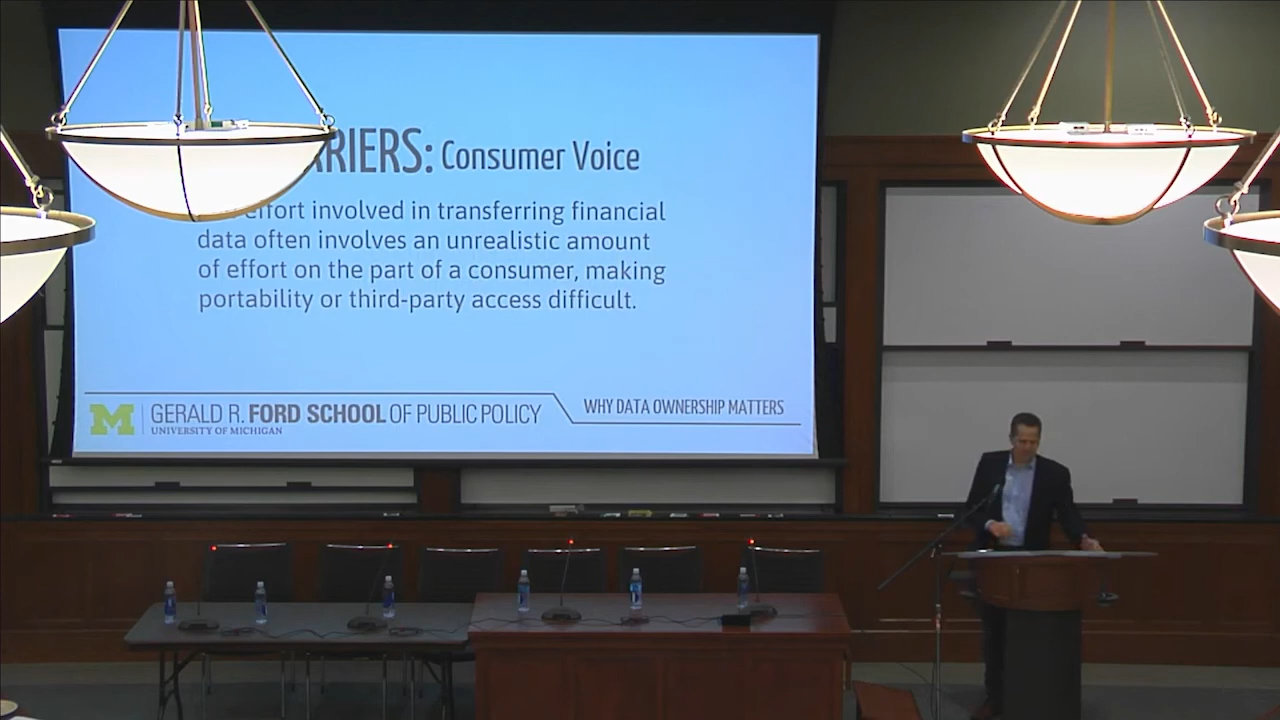 RIERS: Consumer Voice
effort involved in transferring financial
data often involves an unrealistic amount
of effort on the part of a consumer, making
portability or third-party access difficult.
M GERALD R. FORD SCHOOL OF PUBLIC POLICY
UNIVERSITY OF MICHIGAN
WHY DATA OWNERSHIP MATTERS